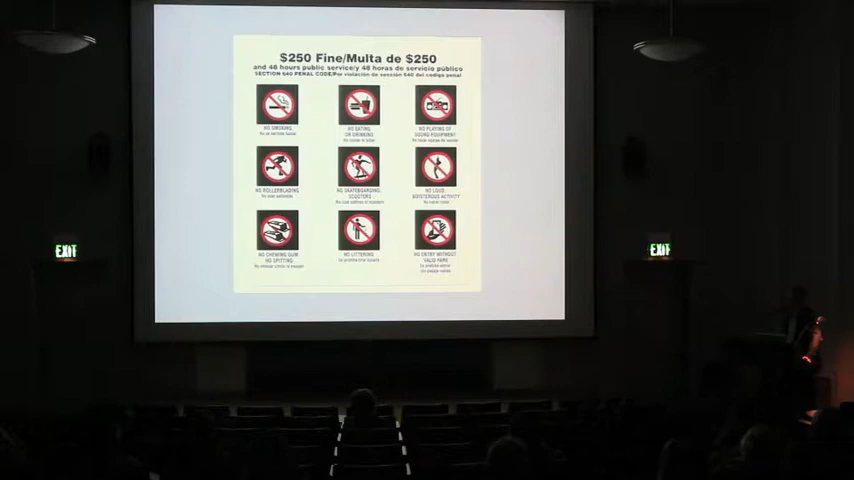 $250 Fine/Multa de $250
and 48 hours public service/y 48 horas de servicio público
SECTION 640 PENAL CODE/Por violación de sección 640 del codigo penal
NO SMOKING
NO EATING
OR DRINKING
NO PLAYING OF
SOUND EQUIPMENT
NO ROLLERBLADING
NO SKATEBOARDING,
SCOOTERS
NO LOUD,
BOISTEROUS ACTIVITY
NO CHEWING GUM
NO SPITTING
NO LITTERING
NO ENTRY WITHOUT
VALID FARE
EXIT
EXIT